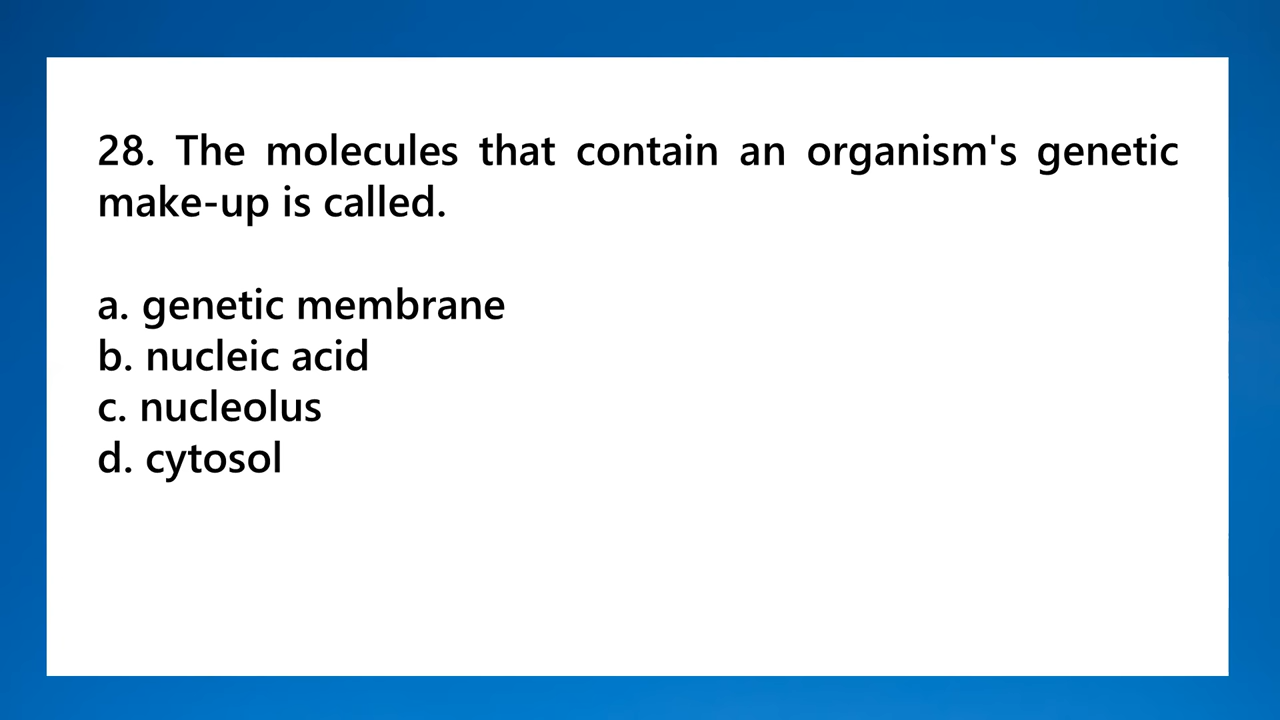 28. The molecules that contain an organism's genetic
make-up is called.
a. genetic membrane
b. nucleic acid
c. nucleolus
d. cytosol